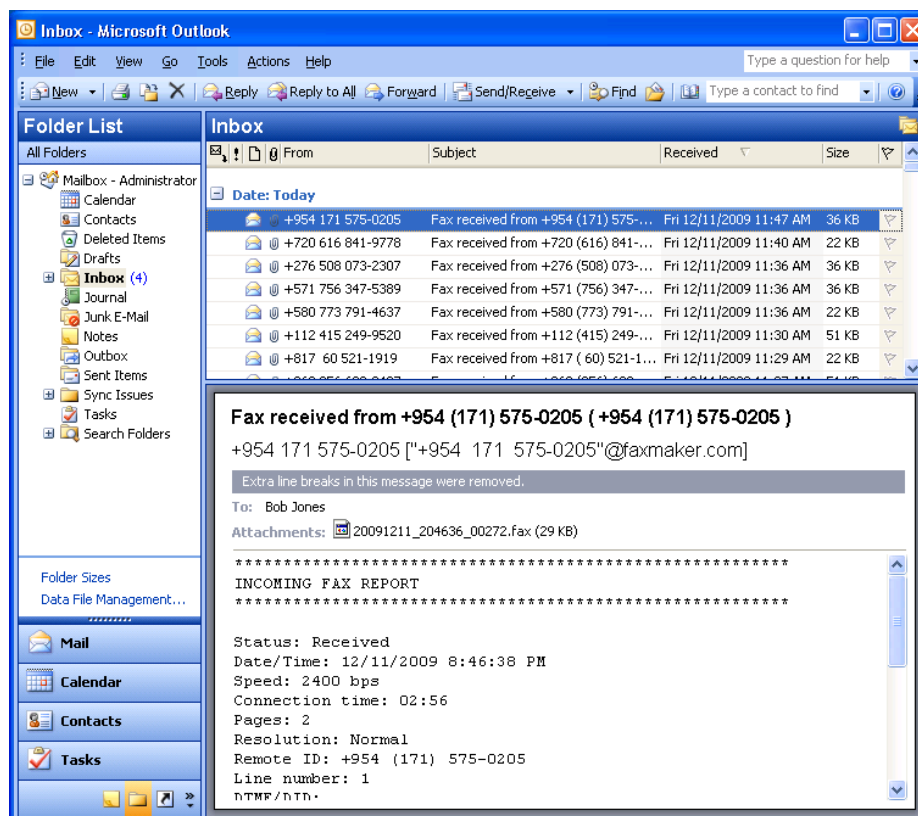 Inbox - Microsoft Outlook
File Edit View Go Tools Actions Help Type a question for help
New Reply Reply to All Forward Send/Receive Find Type a contact to find
Folder List
All Folders
Mailbox - Administrator
Calendar
Contacts
Deleted Items
Drafts
Inbox (4)
Journal
Junk E-Mail
Notes
Outbox
Sent Items
Sync Issues
Tasks
Search Folders
Folder Sizes
Data File Management...
Mail
Calendar
Contacts
Tasks
Inbox
From Subject Received Size
Date: Today
+954 171 575-0205 Fax received from +954 (171) 575-... Fri 12/11/2009 11:47 AM 36 KB
+720 616 841-9778 Fax received from +720 (616) 841-... Fri 12/11/2009 11:40 AM 22 KB
+276 508 073-2307 Fax received from +276 (508) 073-... Fri 12/11/2009 11:36 AM 36 KB
+571 756 347-5389 Fax received from +571 (756) 347-... Fri 12/11/2009 11:36 AM 36 KB
+580 773 791-4637 Fax received from +580 (773) 791-... Fri 12/11/2009 11:36 AM 22 KB
+112 415 249-9520 Fax received from +112 (415) 249-... Fri 12/11/2009 11:30 AM 51 KB
+817 60 521-1919 Fax received from +817 ( 60) 521-1... Fri 12/11/2009 11:29 AM 22 KB
Fax received from +954 (171) 575-0205 ( +954 (171) 575-0205 )
+954 171 575-0205 ["+954 171 575-0205"@faxmaker.com]
Extra line breaks in this message were removed.
To: Bob Jones
Attachments: 20091211_204636_00272.fax (29 KB)
*********************************************************
INCOMING FAX REPORT
*********************************************************
Status: Received
Date/Time: 12/11/2009 8:46:38 PM
Speed: 2400 bps
Connection time: 02:56
Pages: 2
Resolution: Normal
Remote ID: +954 (171) 575-0205
Line number: 1
DTMF/DID: